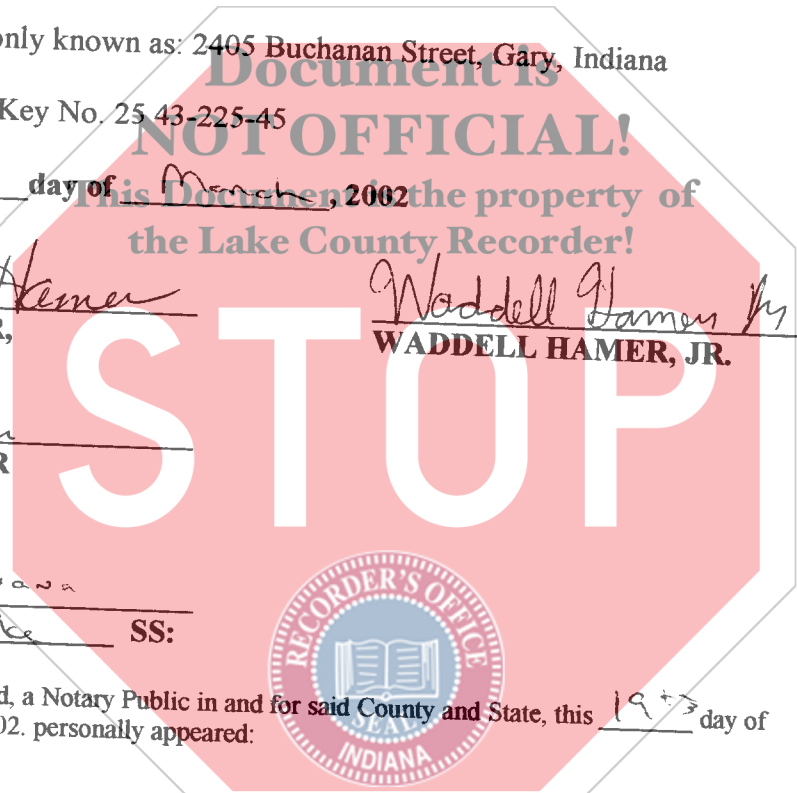 only known as: 2405 Buchanan Street, Gary, Indiana
Document is
Key No. 25 43-225-45
NOT OFFICIAL!
day of March, 2002
This Document is the property of
the Lake County Recorder!
Hamer
Waddell Hamer Jr
WADDELL HAMER, JR.
STOP
SS:
RECORDER'S OFFICE
SEAL
INDIANA
d, a Notary Public in and for said County and State, this 19 day of
02. personally appeared: